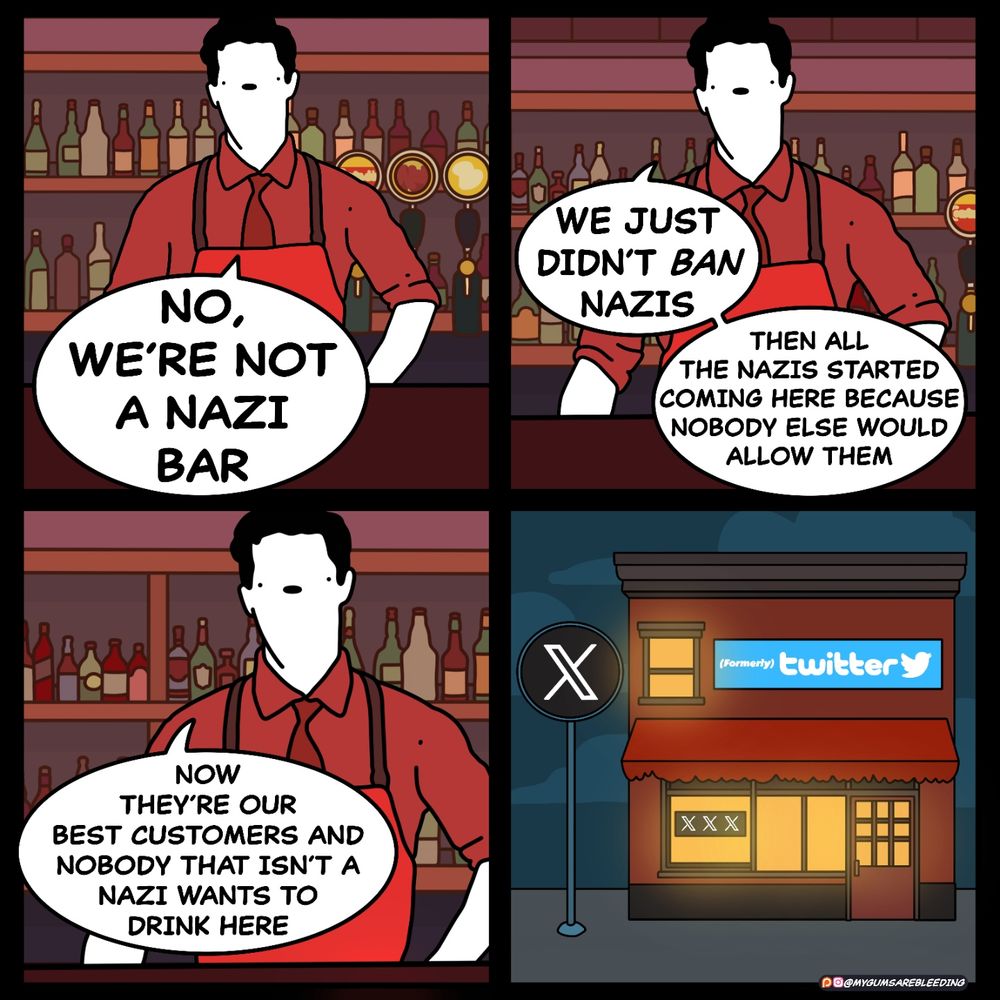 NO,
WE'RE NOT
A NAZI
BAR
WE JUST
DIDN'T BAN
NAZIS
THEN ALL
THE NAZIS STARTED
COMING HERE BECAUSE
NOBODY ELSE WOULD
ALLOW THEM
NOW
THEY'RE OUR
BEST CUSTOMERS AND
NOBODY THAT ISN'T A
NAZI WANTS TO
DRINK HERE
X
(Formerly) twitter
X X X
@MYGUMSAREBLEEDING